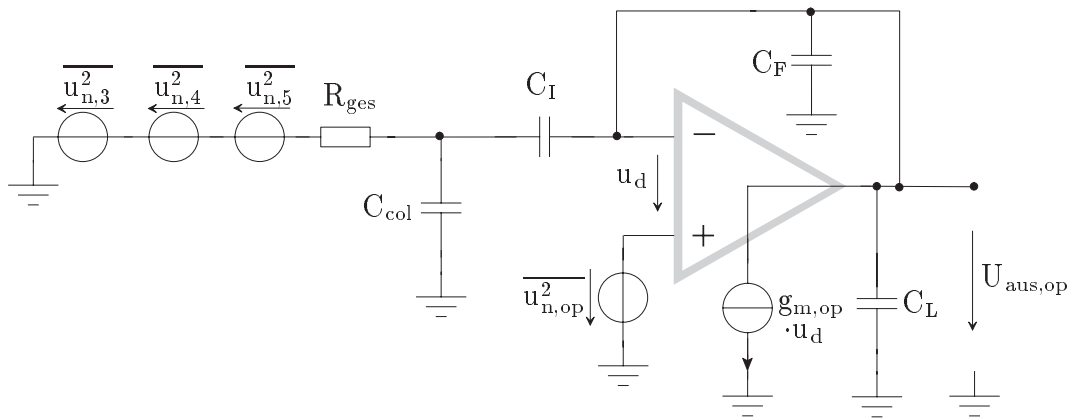 u²n,3 u²n,4 u²n,5 Rges CI CF
Ccol ud − +
u²n,op gm,op CL Uaus,op
·ud